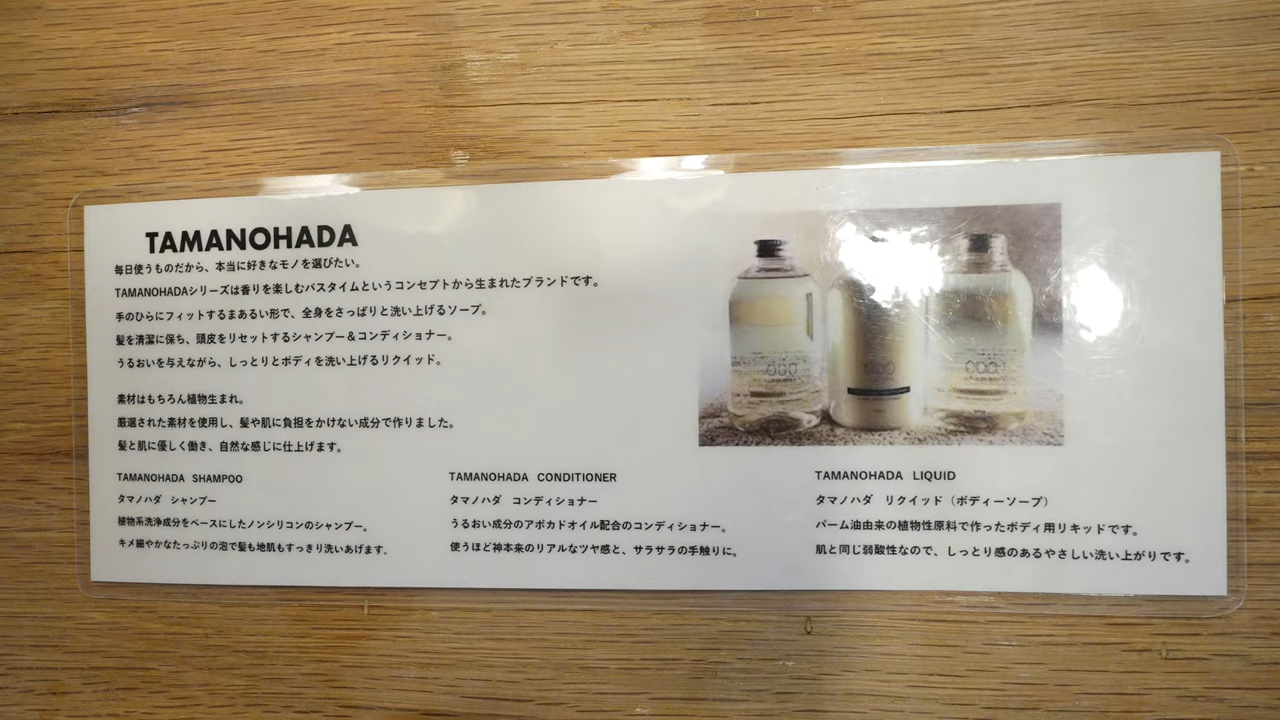 TAMANOHADA
毎日使うものだから、本当に好きなモノを選びたい。
TAMANOHADAシリーズは香りを楽しむバスタイムというコンセプトから生まれたブランドです。
手のひらにフィットするまあるい形で、全身をさっぱりと洗い上げるソープ。
髪を清潔に保ち、頭皮をリセットするシャンプー＆コンディショナー。
うるおいを与えながら、しっとりとボディを洗い上げるリクイッド。
素材はもちろん植物生まれ。
厳選された素材を使用し、髪や肌に負担をかけない成分で作りました。
髪と肌に優しく働き、自然な感じに仕上げます。
TAMANOHADA SHAMPOO
タマノハダ　シャンプー
植物系洗浄成分をベースにしたノンシリコンのシャンプー。
キメ細やかなたっぷりの泡で髪も地肌もすっきり洗いあげます。
TAMANOHADA CONDITIONER
タマノハダ　コンディショナー
うるおい成分のアボカドオイル配合のコンディショナー。
使うほど神本来のリアルなツヤ感と、サラサラの手触りに。
TAMANOHADA LIQUID
タマノハダ　リクイッド（ボディーソープ）
パーム油由来の植物性原料で作ったボディ用リキッドです。
肌と同じ弱酸性なので、しっとり感のあるやさしい洗い上がりです。